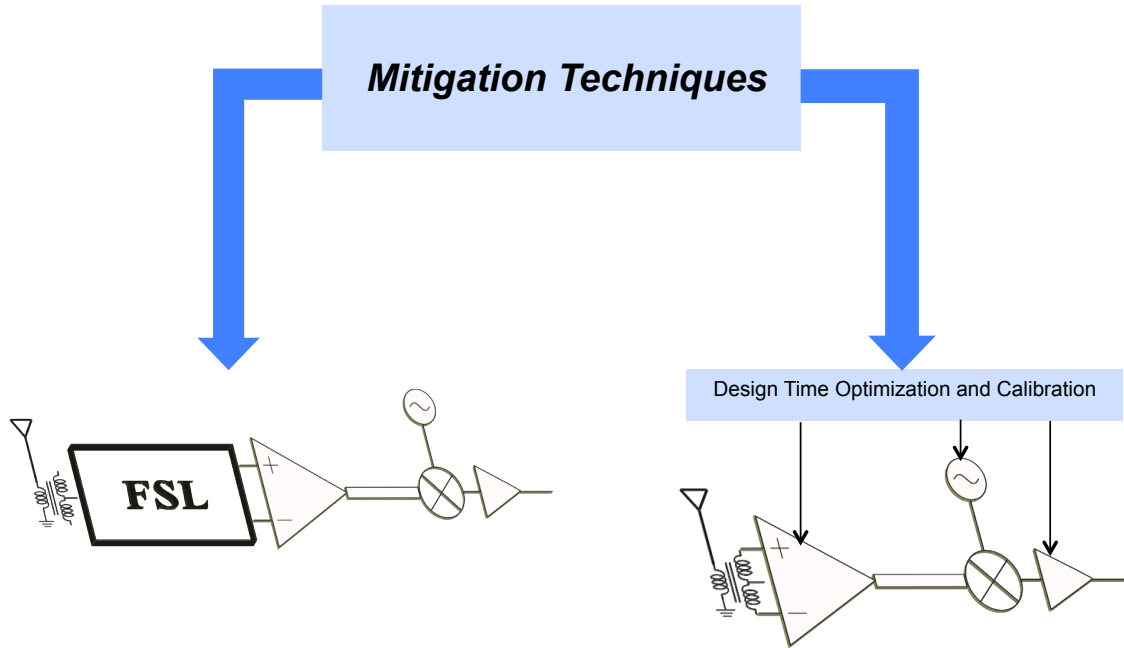 Mitigation Techniques
Design Time Optimization and Calibration
FSL
+
−
+
−